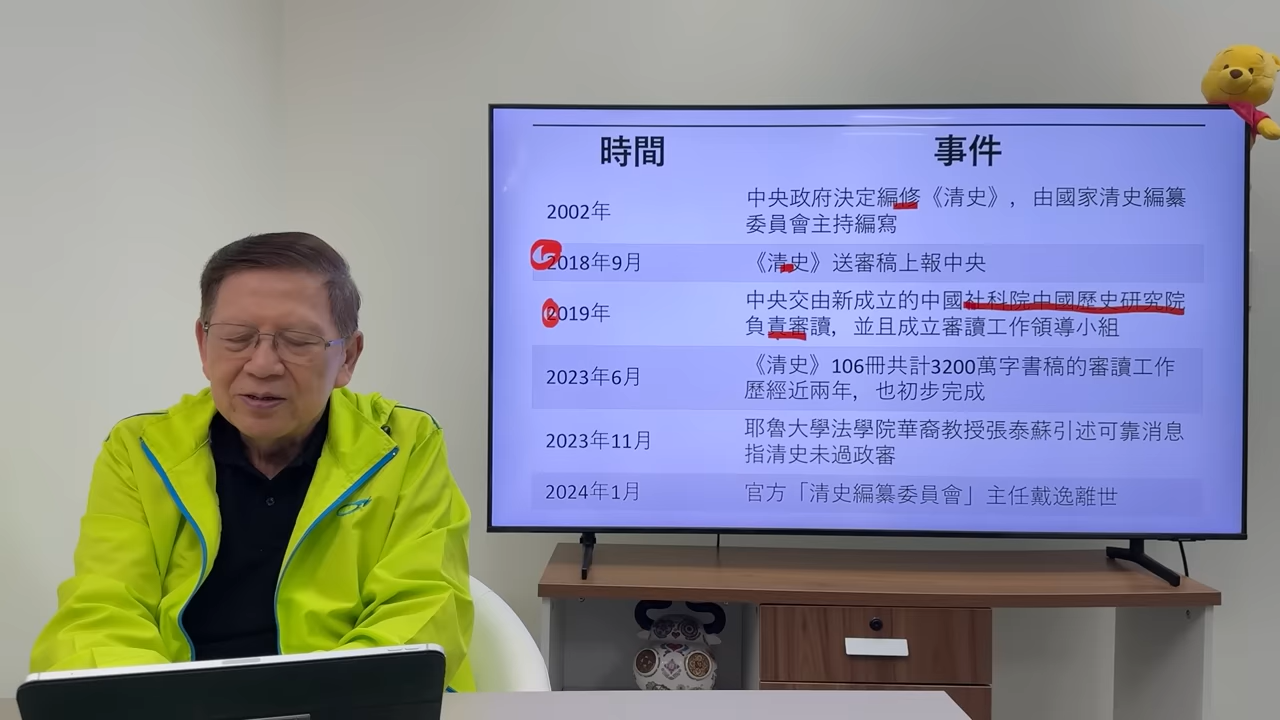 時間 事件
2002年 中央政府決定編修《清史》，由國家清史編纂
委員會主持編寫
2018年9月 《清史》送審稿上報中央
2019年 中央交由新成立的中國社科院中國歷史研究院
負責審讀，並且成立審讀工作領導小組
2023年6月 《清史》106冊共計3200萬字書稿的審讀工作
歷經近兩年，也初步完成
2023年11月 耶魯大學法學院華裔教授張泰蘇引述可靠消息
指清史未過政審
2024年1月 官方「清史編纂委員會」主任戴逸離世